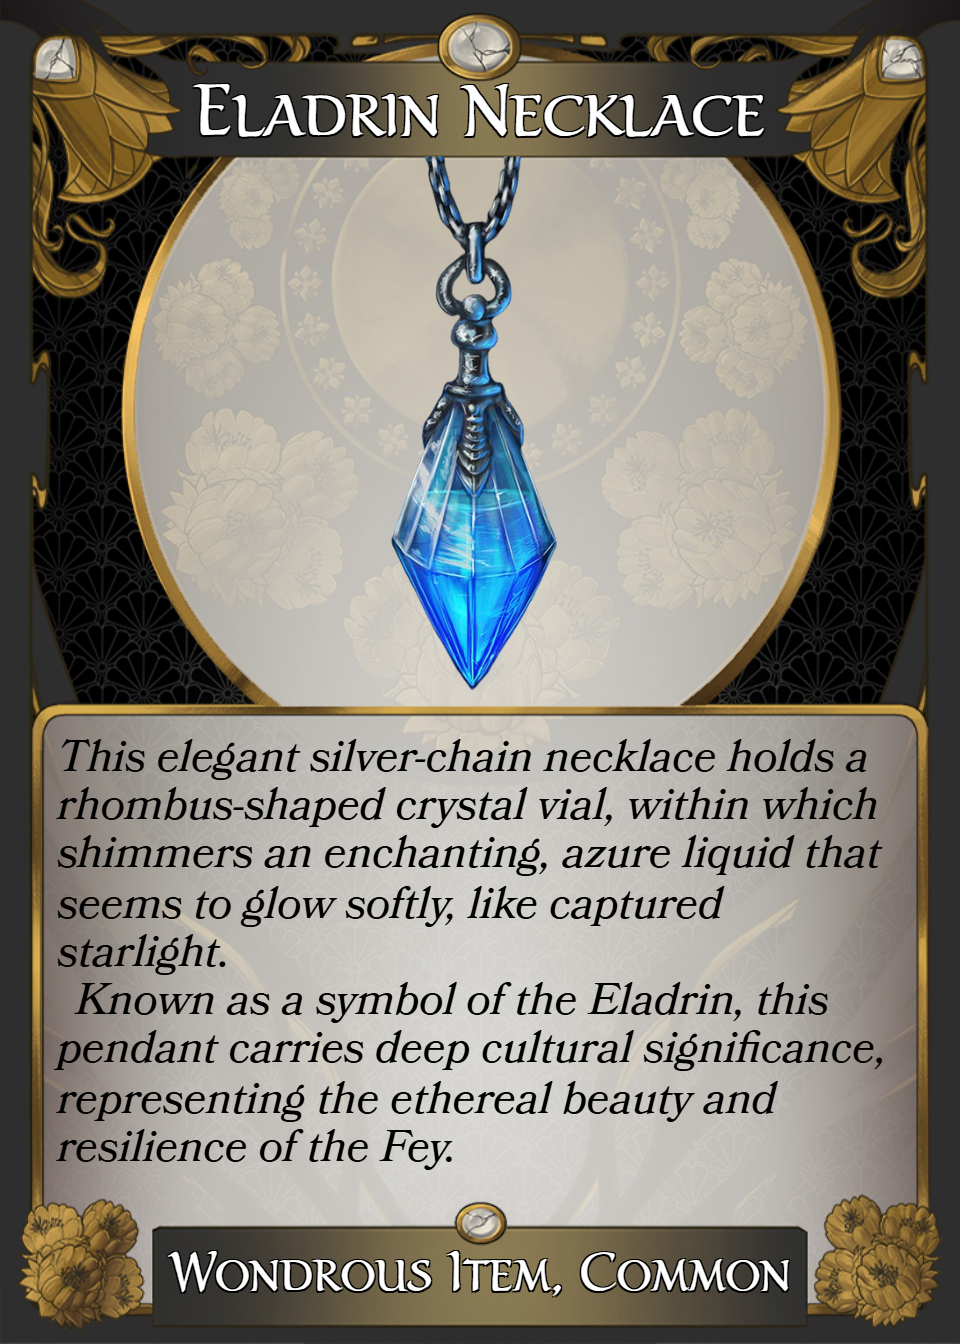 Eladrin Necklace
This elegant silver-chain necklace holds a
rhombus-shaped crystal vial, within which
shimmers an enchanting, azure liquid that
seems to glow softly, like captured
starlight.
Known as a symbol of the Eladrin, this
pendant carries deep cultural significance,
representing the ethereal beauty and
resilience of the Fey.
Wondrous Item, Common